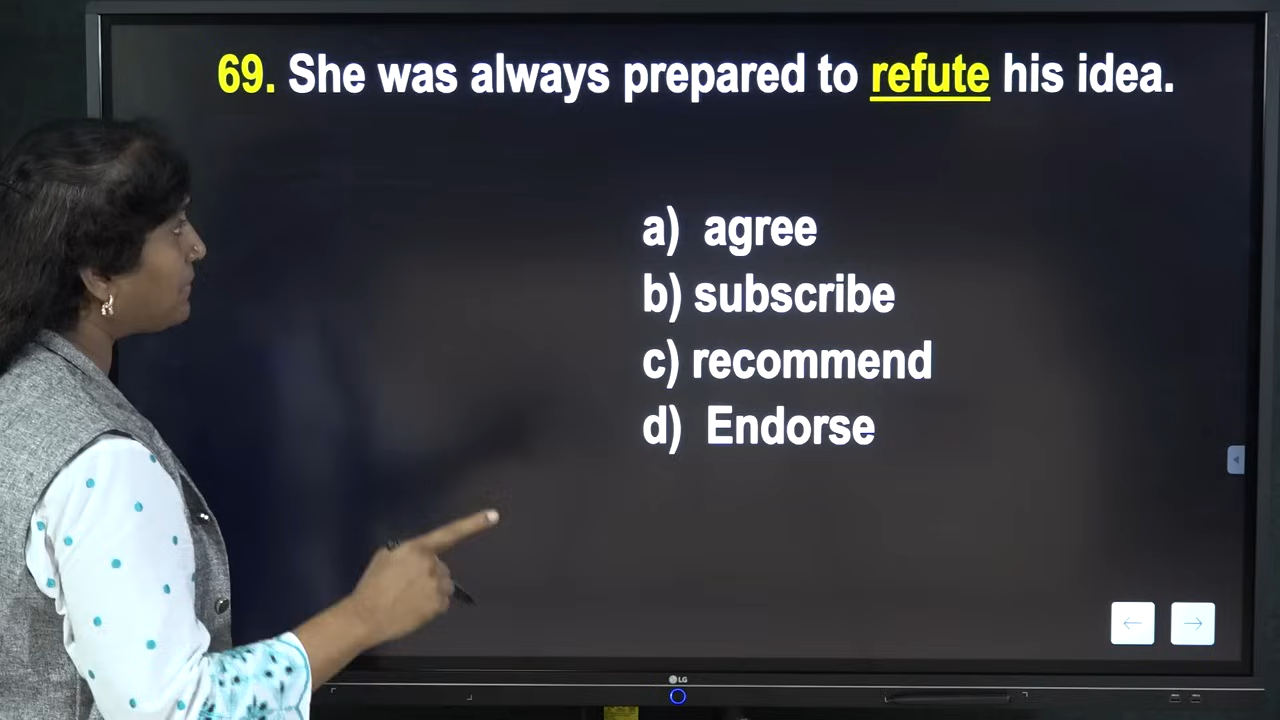 69. She was always prepared to refute his idea.
a) agree
b) subscribe
c) recommend
d) Endorse
LG